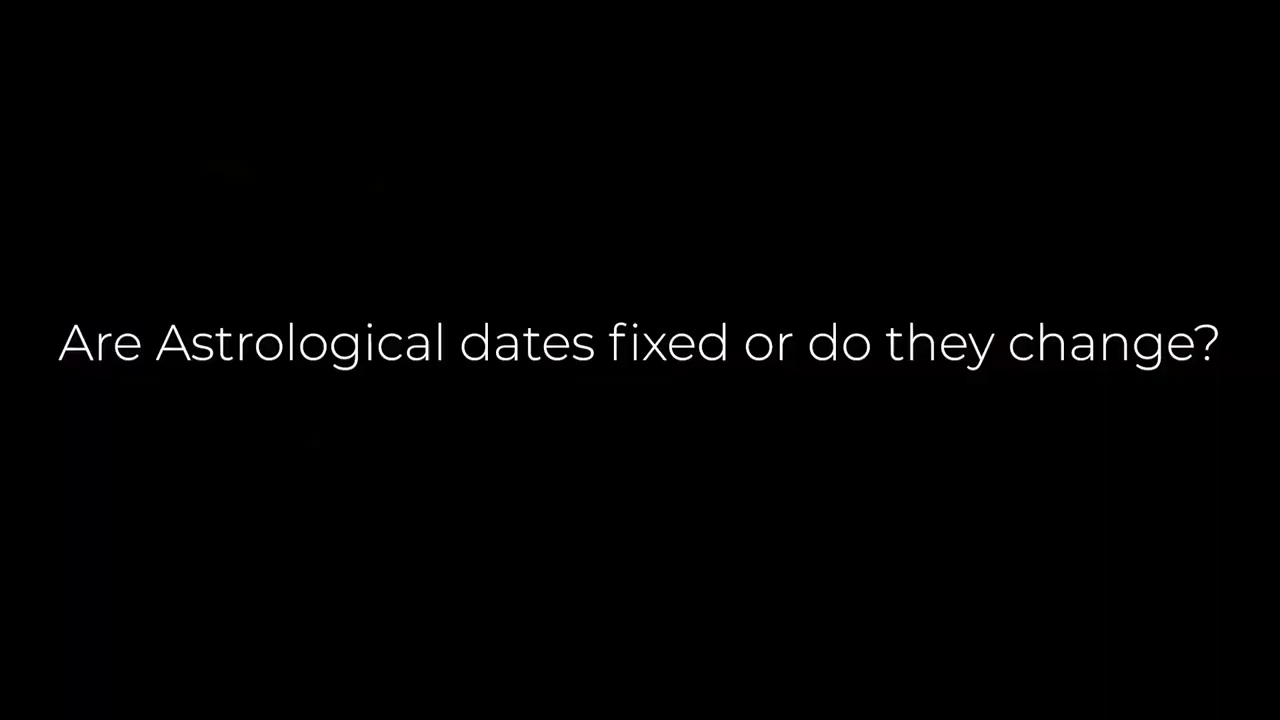 Are Astrological dates fixed or do they change?